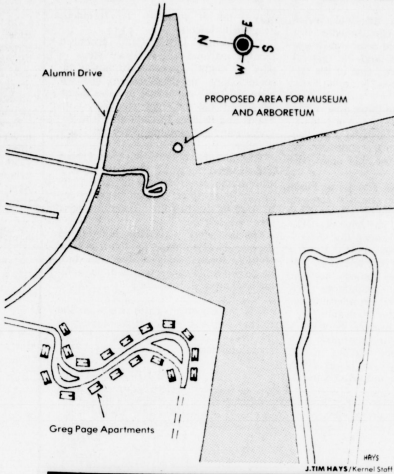 N
E
S
W
Alumni Drive
PROPOSED AREA FOR MUSEUM
AND ARBORETUM
Greg Page Apartments
HAYS
J.TIM HAYS/Kernel Staff